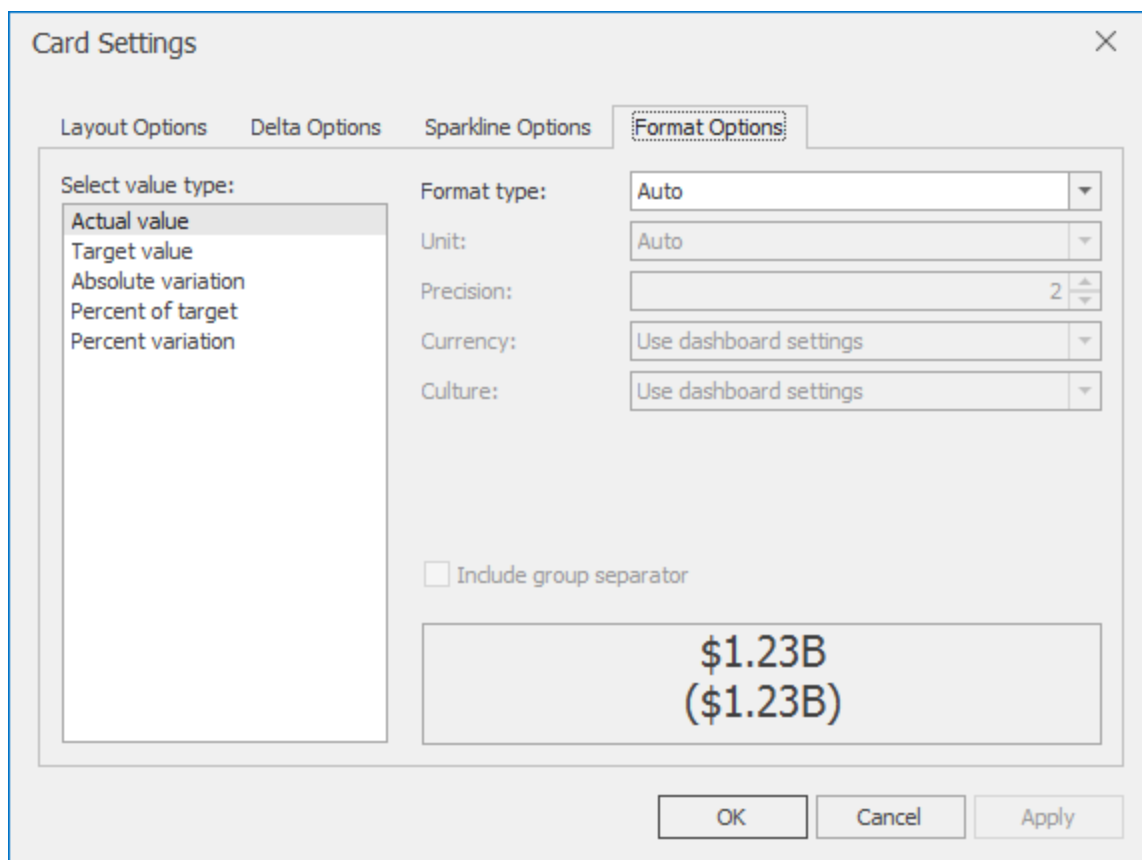 Card Settings
Layout Options
Delta Options
Sparkline Options
Format Options
Select value type:
Actual value
Target value
Absolute variation
Percent of target
Percent variation
Format type:
Auto
Unit:
Auto
Precision:
2
Currency:
Use dashboard settings
Culture:
Use dashboard settings
Include group separator
$1.23B
($1.23B)
OK
Cancel
Apply